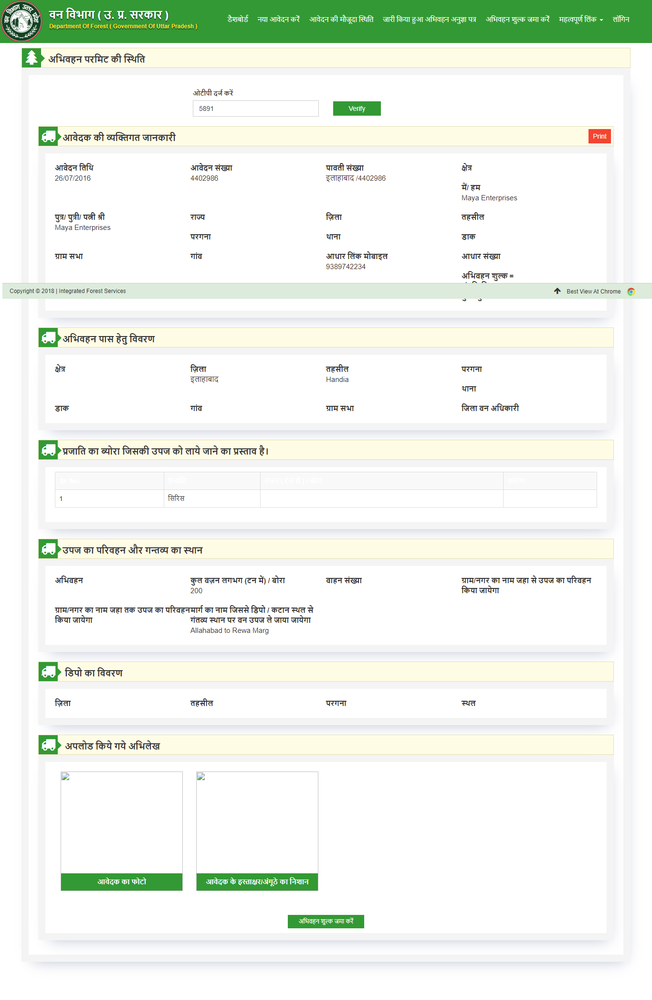 वन विभाग उत्तर प्रदेश
वन विभाग ( उ. प्र. सरकार )
Department Of Forest ( Government Of Uttar Pradesh )
डैशबोर्ड नया आवेदन करें आवेदन की मौजूदा स्थिति जारी किया हुआ अभिवहन अनुज्ञा पत्र अभिवहन शुल्क जमा करें महत्वपूर्ण लिंक लॉगिन
अभिवहन परमिट की स्थिति
ओटीपी दर्ज करें
5891 Verify
आवेदक की व्यक्तिगत जानकारी Print
आवेदन तिथि आवेदन संख्या पावती संख्या क्षेत्र
26/07/2016 4402986 इलाहाबाद /4402986
मैं/ हम
Maya Enterprises
पुत्र/ पुत्री/ पत्नी श्री राज्य ज़िला तहसील
Maya Enterprises
परगना थाना डाक
ग्राम सभा गांव आधार लिंक मोबाइल आधार संख्या
9389742234
अभिवहन शुल्क =
Copyright © 2018 | Integrated Forest Services Best View At Chrome
अभिवहन पास हेतु विवरण
क्षेत्र ज़िला तहसील परगना
इलाहाबाद Handia
थाना
डाक गांव ग्राम सभा जिला वन अधिकारी
प्रजाति का ब्योरा जिसकी उपज को लाये जाने का प्रस्ताव है।
Sr. No. प्रजाति वजन ( टन में ) / बोरा कारण
1 सिरिस
उपज का परिवहन और गन्तव्य का स्थान
अभिवहन कुल वज़न लगभग (टन में) / बोरा वाहन संख्या ग्राम/नगर का नाम जहा से उपज का परिवहन
200 किया जायेगा
ग्राम/नगर का नाम जहा तक उपज का परिवहन मार्ग का नाम जिससे डिपो / कटान स्थल से
किया जायेगा गंतव्य स्थान पर वन उपज ले जाया जायेगा
Allahabad to Rewa Marg
डिपो का विवरण
ज़िला तहसील परगना स्थल
अपलोड किये गये अभिलेख
आवेदक का फोटो आवेदक के हस्ताक्षर/अंगूठे का निशान
अभिवहन शुल्क जमा करें